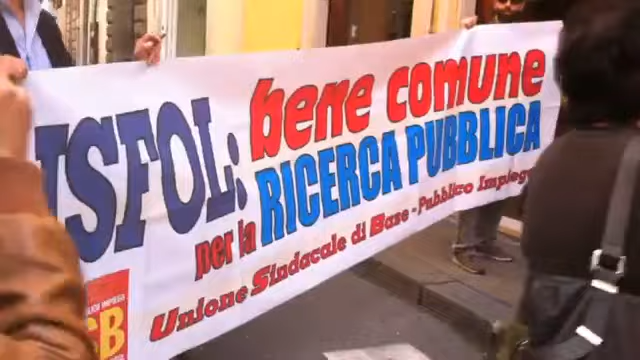 ISFOL: bene comune
per la RICERCA PUBBLICA
Unione Sindacale di Base - Pubblico Impiego